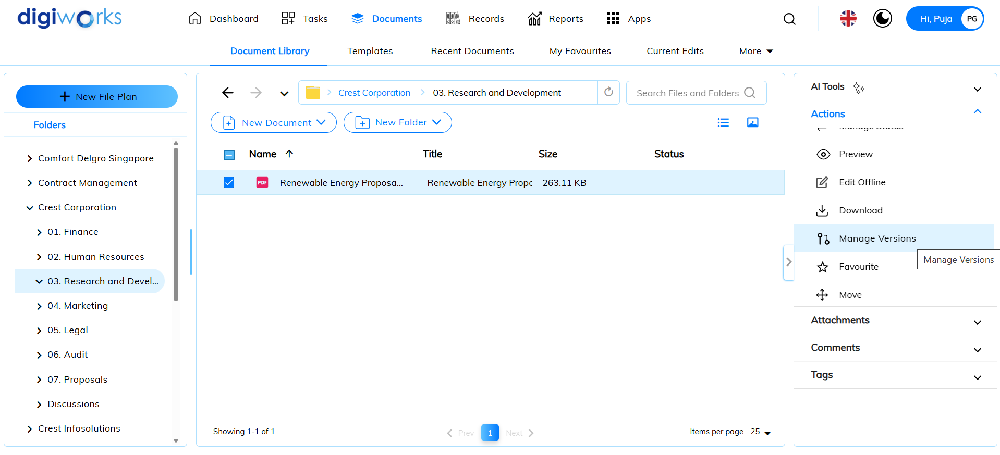 digiworks
Dashboard
Tasks
Documents
Records
Reports
Apps
Hi, Puja
PG
Document Library
Templates
Recent Documents
My Favourites
Current Edits
More
New File Plan
Folders
Comfort Delgro Singapore
Contract Management
Crest Corporation
01. Finance
02. Human Resources
03. Research and Devel...
04. Marketing
05. Legal
06. Audit
07. Proposals
Discussions
Crest Infosolutions
Crest Corporation
03. Research and Development
Search Files and Folders
New Document
New Folder
Name
Title
Size
Status
PDF
Renewable Energy Proposa...
Renewable Energy Propo
263.11 KB
Showing 1-1 of 1
Prev
1
Next
Items per page
25
AI Tools
Actions
Manage Status
Preview
Edit Offline
Download
Manage Versions
Manage Versions
Favourite
Move
Attachments
Comments
Tags